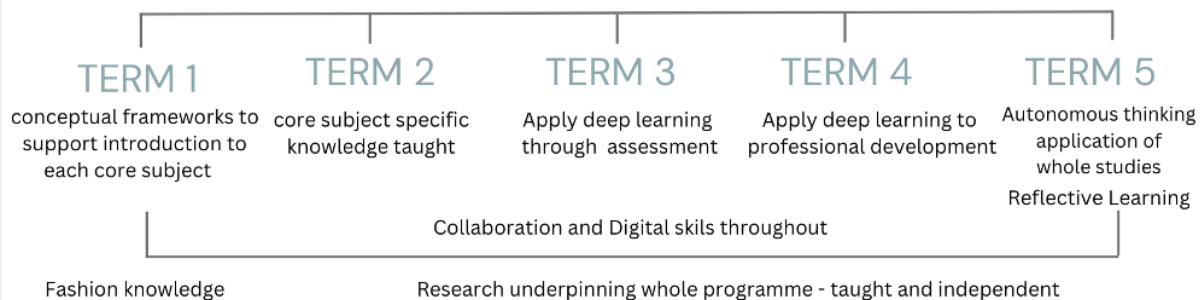 TERM 1
conceptual frameworks to
support introduction to
each core subject
TERM 2
core subject specific
knowledge taught
TERM 3
Apply deep learning
through assessment
TERM 4
Apply deep learning to
professional development
TERM 5
Autonomous thinking
application of
whole studies
Reflective Learning
Collaboration and Digital skils throughout
Fashion knowledge
Research underpinning whole programme - taught and independent